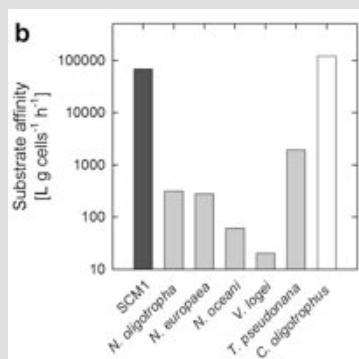 b
Substrate affinity
[L g cells⁻¹ h⁻¹]
100000
10000
1000
100
10
SCM1
N. oligotropha
N. europaea
N. oceani
V. logei
T. pseudonana
C. oligotrophus